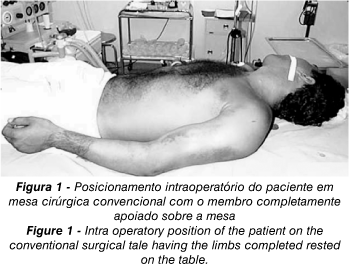 Figura 1 - Posicionamento intraoperatório do paciente em
mesa cirúrgica convencional com o membro completamente
apoiado sobre a mesa
Figure 1 - Intra operatory position of the patient on the
conventional surgical tale having the limbs completed rested
on the table.